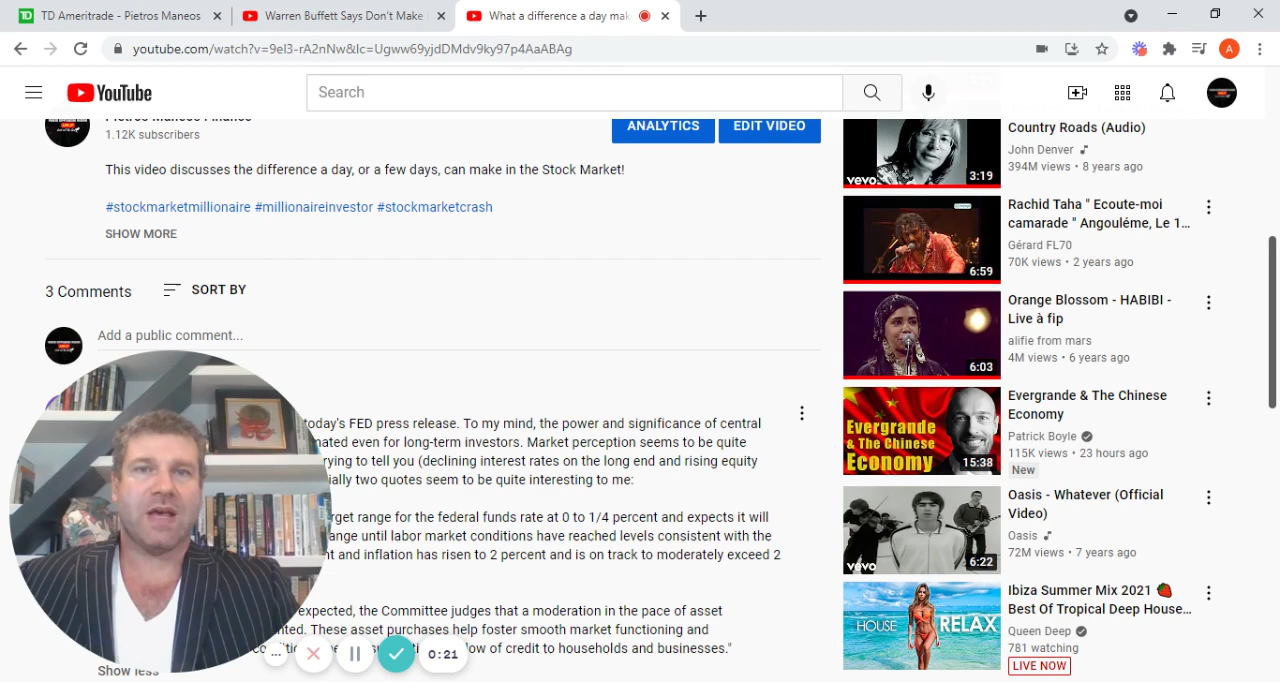 TD Ameritrade - Pietros Maneos
Warren Buffett Says Don't Make
What a difference a day mak
youtube.com/watch?v=9eI3-rA2nNw&lc=Ugww69yjdDMdv9ky97p4AaABAg
A
YouTube
Search
1.12K subscribers
ANALYTICS
EDIT VIDEO
This video discusses the difference a day, or a few days, can make in the Stock Market!
#stockmarketmillionaire #millionaireinvestor #stockmarketcrash
SHOW MORE
3 Comments
SORT BY
Add a public comment...
today's FED press release. To my mind, the power and significance of central
nated even for long-term investors. Market perception seems to be quite
rying to tell you (declining interest rates on the long end and rising equity
ially two quotes seem to be quite interesting to me:
rget range for the federal funds rate at 0 to 1/4 percent and expects it will
ange until labor market conditions have reached levels consistent with the
nt and inflation has risen to 2 percent and is on track to moderately exceed 2
expected, the Committee judges that a moderation in the pace of asset
nted. These asset purchases help foster smooth market functioning and
low of credit to households and businesses."
Show less
0:21
Country Roads (Audio)
John Denver
394M views • 8 years ago
vevo
3:19
Rachid Taha " Ecoute-moi
camarade " Angouléme, Le 1...
Gérard FL70
70K views • 2 years ago
6:59
Orange Blossom - HABIBI -
Live à fip
alifie from mars
4M views • 6 years ago
6:03
Evergrande
& The Chinese
Economy
15:38
Evergrande & The Chinese
Economy
Patrick Boyle
115K views • 23 hours ago
New
Oasis - Whatever (Official
Video)
Oasis
72M views • 7 years ago
vevo
6:22
HOUSE
RELAX
Ibiza Summer Mix 2021
Best Of Tropical Deep House...
Queen Deep
781 watching
LIVE NOW